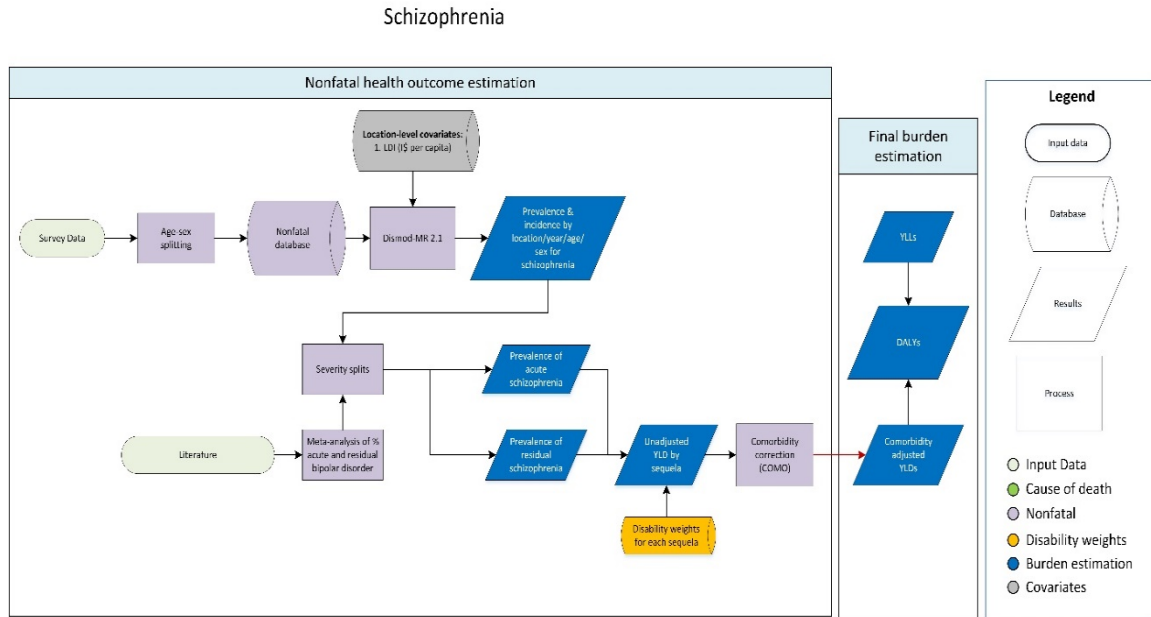 Schizophrenia
Nonfatal health outcome estimation
Location-level covariates:
1. LDI (I$ per capita)
Survey Data
Age-sex
splitting
Nonfatal
database
Dismod-MR 2.1
Prevalence &
incidence by
location/year/age/
sex for
schizophrenia
Severity splits
Prevalence of
acute
schizophrenia
Literature
Meta-analysis of %
acute and residual
bipolar disorder
Prevalence of
residual
schizophrenia
Unadjusted
YLD by
sequela
Comorbidity
correction
(COMO)
Disability weights
for each sequela
Final burden
estimation
YLLs
DALYs
Comorbidity
adjusted
YLDs
Legend
Input data
Database
Results
Process
Input Data
Cause of death
Nonfatal
Disability weights
Burden estimation
Covariates